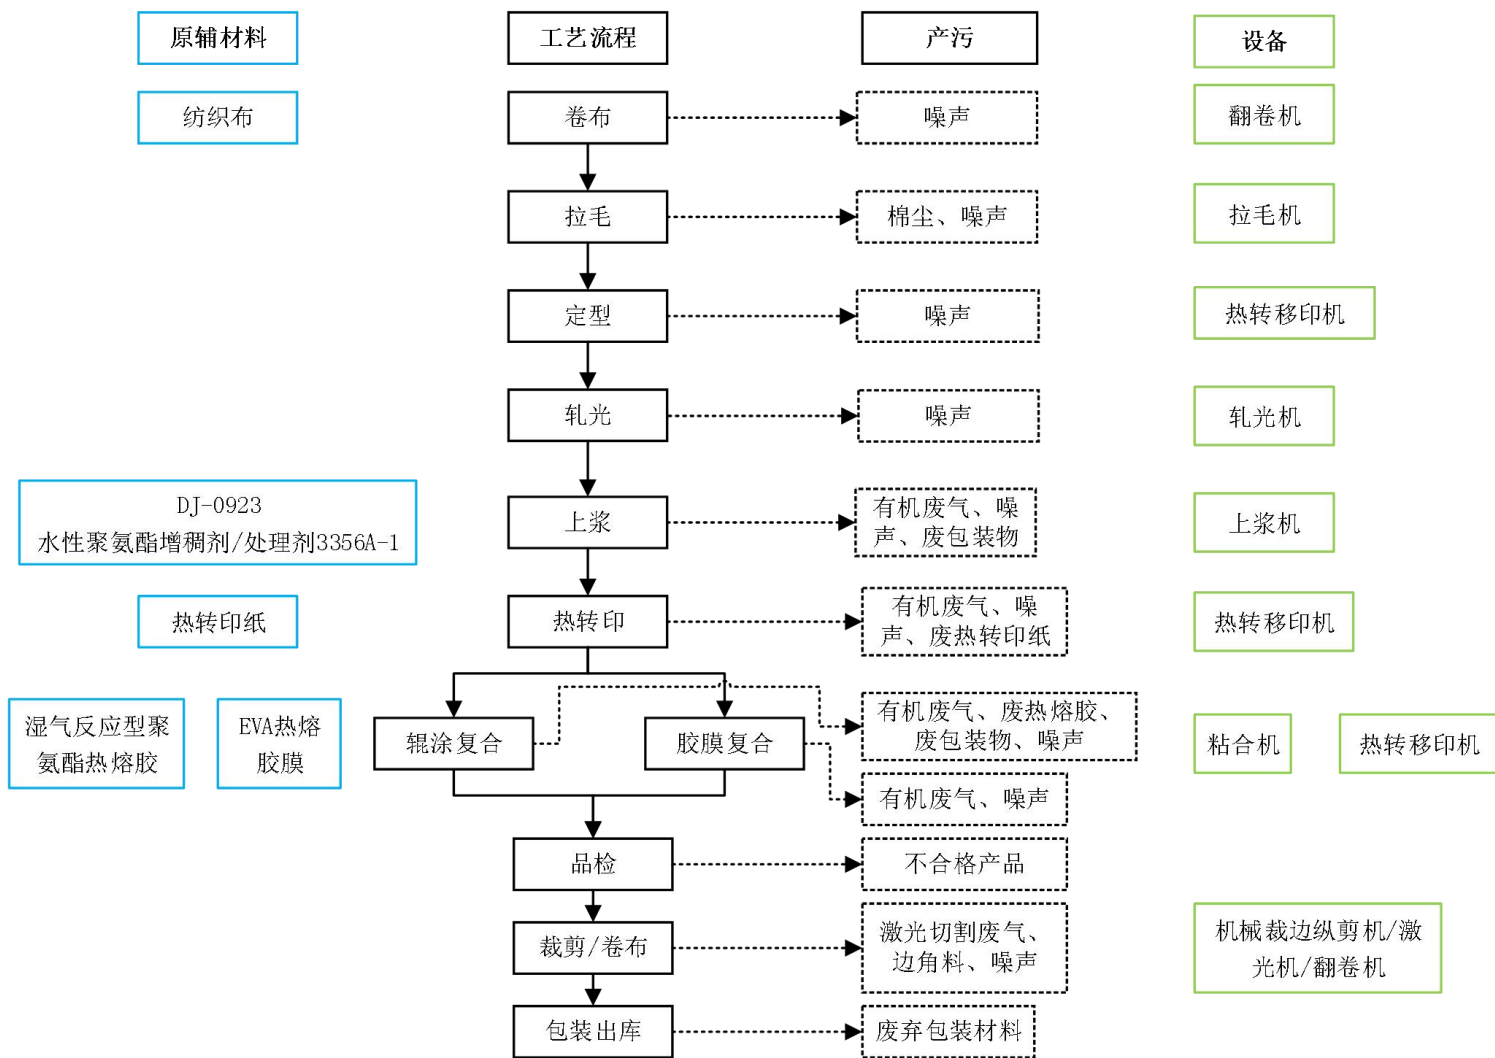 原辅材料
工艺流程
产污
设备
纺织布
卷布
噪声
翻卷机
拉毛
棉尘、噪声
拉毛机
定型
噪声
热转移印机
轧光
噪声
轧光机
DJ-0923
水性聚氨酯增稠剂/处理剂3356A-1
上浆
有机废气、噪
声、废包装物
上浆机
热转印纸
热转印
有机废气、噪
声、废热转印纸
热转移印机
湿气反应型聚
氨酯热熔胶
EVA热熔
胶膜
辊涂复合
胶膜复合
有机废气、废热熔胶、
废包装物、噪声
粘合机
热转移印机
有机废气、噪声
品检
不合格产品
裁剪/卷布
激光切割废气、
边角料、噪声
机械裁边纵剪机/激
光机/翻卷机
包装出库
废弃包装材料